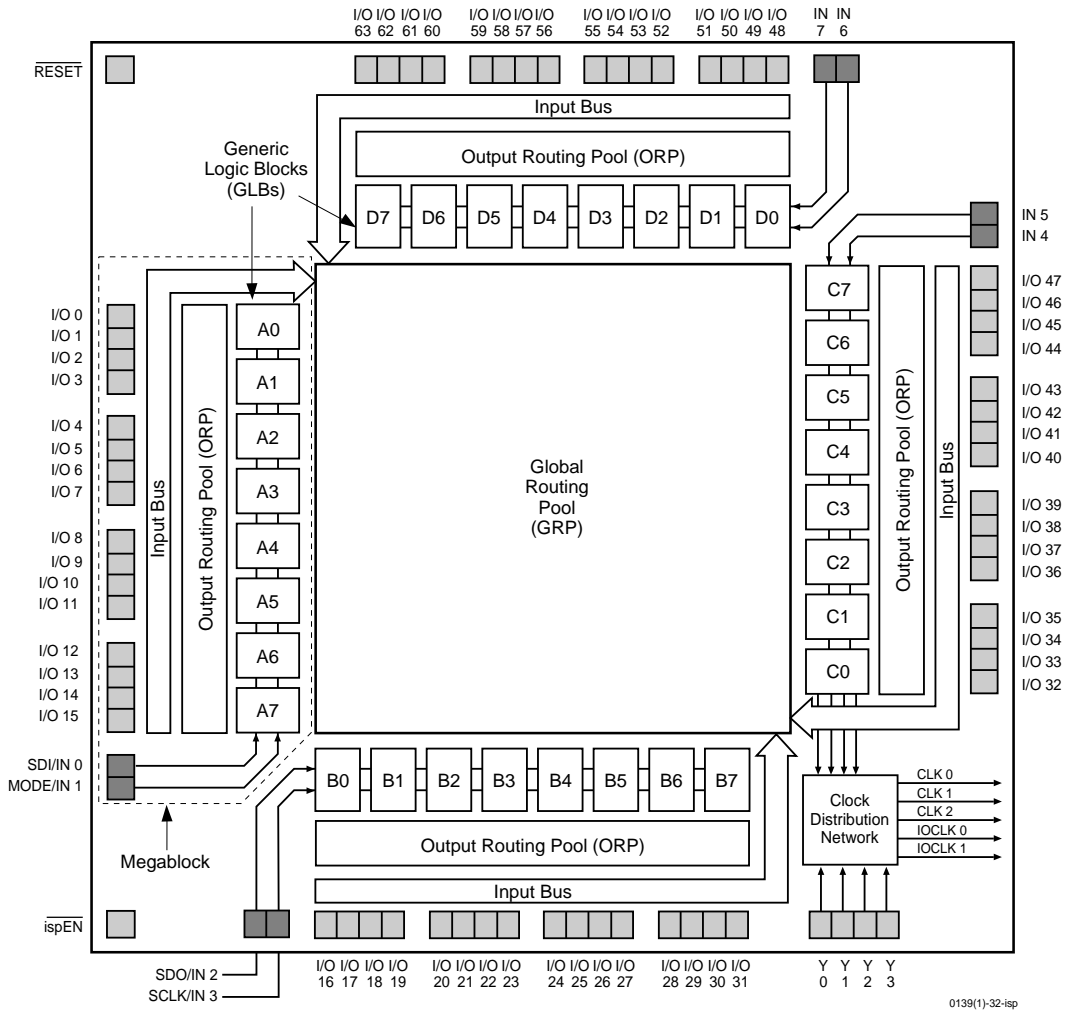 I/O I/O I/O I/O
63 62 61 60
I/O I/O I/O I/O
59 58 57 56
I/O I/O I/O I/O
55 54 53 52
I/O I/O I/O I/O
51 50 49 48
IN IN
7 6
RESET
Input Bus
Output Routing Pool (ORP)
Generic
Logic Blocks
(GLBs)
D7 D6 D5 D4 D3 D2 D1 D0
IN 5
IN 4
I/O 0
I/O 1
I/O 2
I/O 3
I/O 4
I/O 5
I/O 6
I/O 7
I/O 8
I/O 9
I/O 10
I/O 11
I/O 12
I/O 13
I/O 14
I/O 15
SDI/IN 0
MODE/IN 1
Input Bus
Output Routing Pool (ORP)
A0
A1
A2
A3
A4
A5
A6
A7
Global
Routing
Pool
(GRP)
C7
C6
C5
C4
C3
C2
C1
C0
Output Routing Pool (ORP)
Input Bus
I/O 47
I/O 46
I/O 45
I/O 44
I/O 43
I/O 42
I/O 41
I/O 40
I/O 39
I/O 38
I/O 37
I/O 36
I/O 35
I/O 34
I/O 33
I/O 32
B0 B1 B2 B3 B4 B5 B6 B7
Output Routing Pool (ORP)
Input Bus
Megablock
Clock
Distribution
Network
CLK 0
CLK 1
CLK 2
IOCLK 0
IOCLK 1
ispEN
SDO/IN 2
SCLK/IN 3
I/O I/O I/O I/O
16 17 18 19
I/O I/O I/O I/O
20 21 22 23
I/O I/O I/O I/O
24 25 26 27
I/O I/O I/O I/O
28 29 30 31
Y Y Y Y
0 1 2 3
0139(1)-32-isp